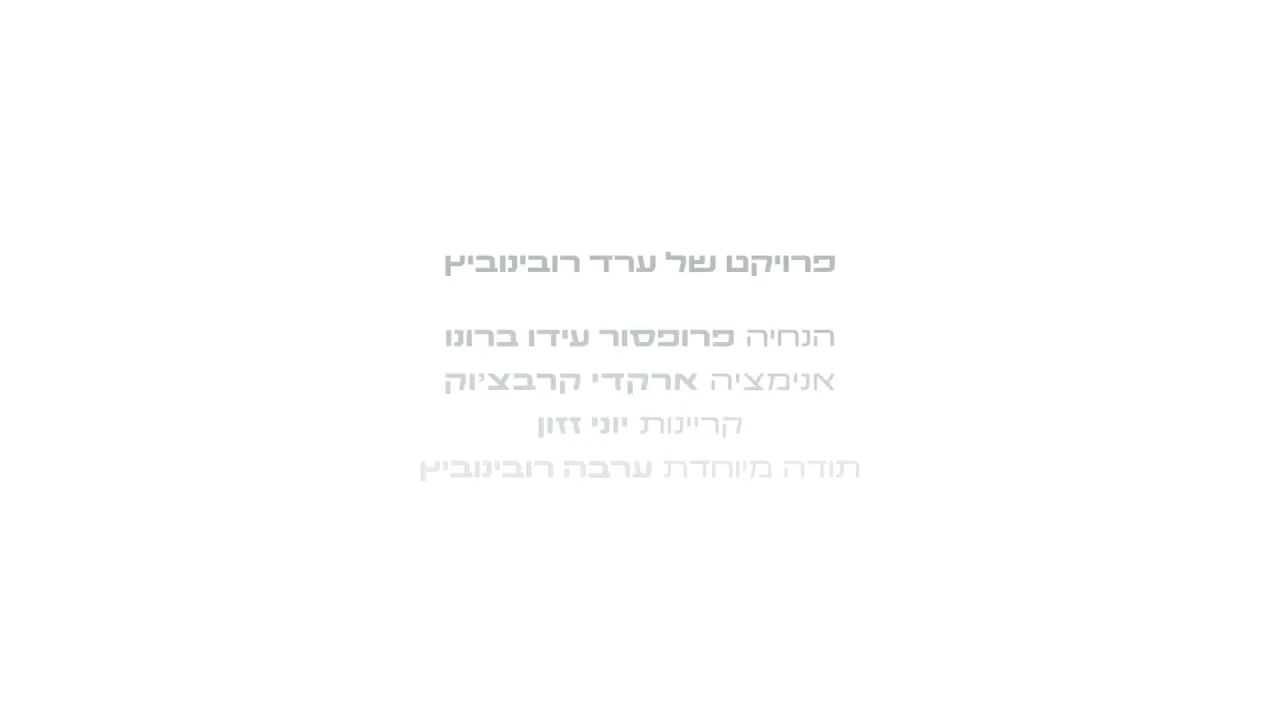 פרויקט של ערד רובינוביץ
הנחיה פרופסור עידו ברונו
אנימציה ארקדי קרבצ'וק
קריינות יוני זזון
תודה מיוחדת ערבה רובינוביץ